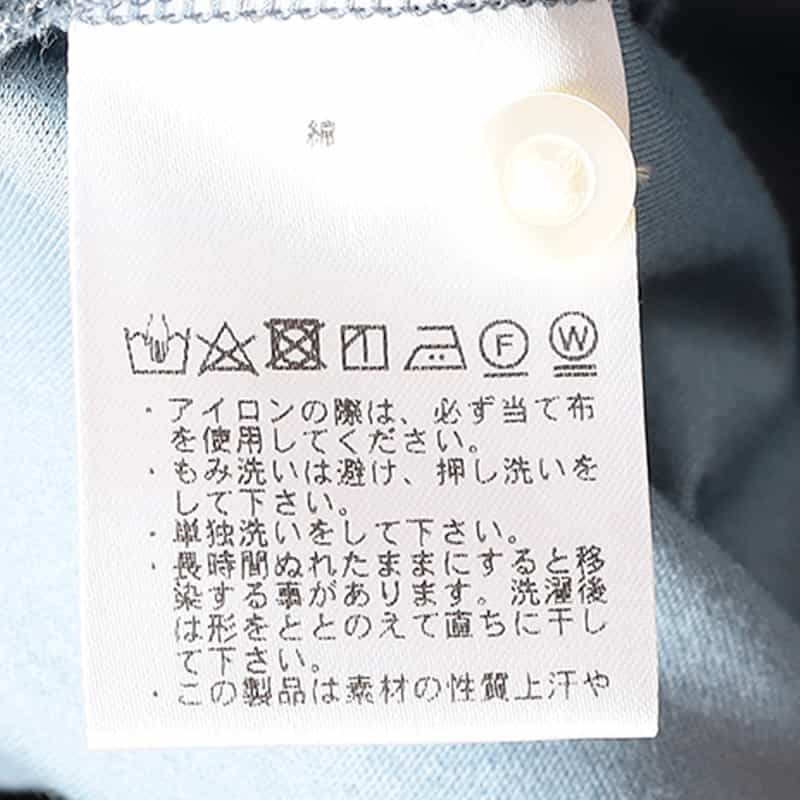 綿
F W
・アイロンの際は、必ず当て布
を使用してください。
・もみ洗いは避け、押し洗いを
して下さい。
・単独洗いをして下さい。
・長時間ぬれたままにすると移
染する事があります。洗濯後
は形をととのえて直ちに干し
て下さい。
・この製品は素材の性質上汗や